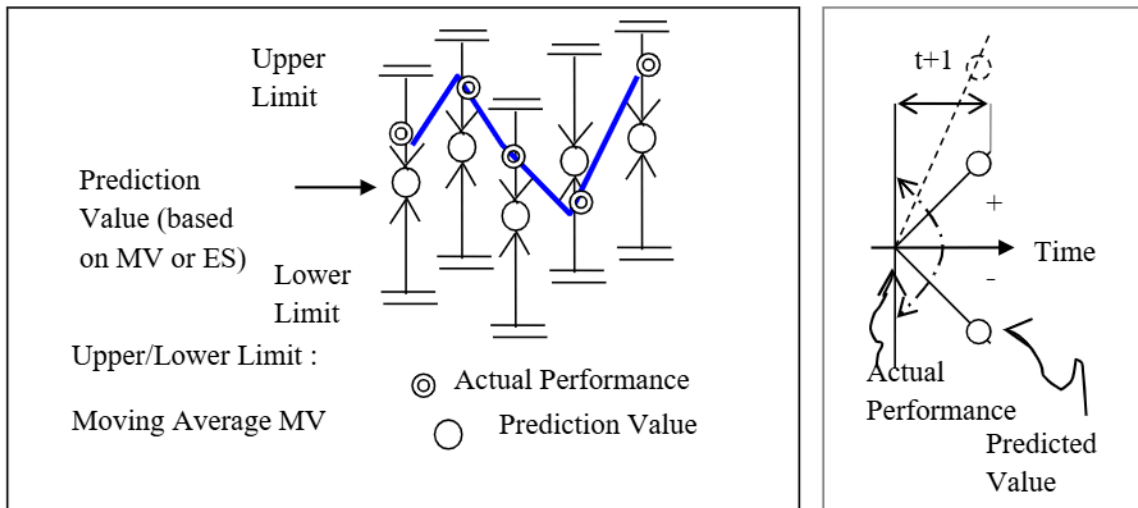 Upper
Limit
Prediction
Value (based
on MV or ES)
Lower
Limit
Upper/Lower Limit :
Actual Performance
Moving Average MV
Prediction Value
t+1
+
Time
-
Actual
Performance
Predicted
Value